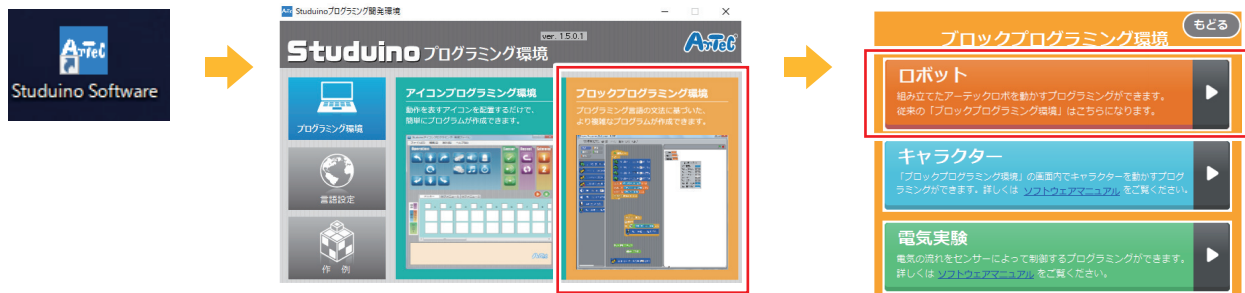 ArTeC
Studuino Software
Studuinoプログラミング開発環境
ver. 1.5.0.1
Studuino プログラミング環境
ArTeC
プログラミング環境
言語設定
作 例
アイコンプログラミング環境
動作を表すアイコンを配置するだけで、
簡単にプログラムが作成できます。
ブロックプログラミング環境
プログラミング言語の文法に基づいた、
より複雑なプログラムが作成できます。
もどる
ブロックプログラミング環境
ロボット
組み立てたアーテックロボを動かすプログラミングができます。
従来の「ブロックプログラミング環境」はこちらになります。
キャラクター
「ブロックプログラミング環境」の画面内でキャラクターを動かすプログ
ラミングができます。詳しくは ソフトウェアマニュアル をご覧ください。
電気実験
電気の流れをセンサーによって制御するプログラミングができます。
詳しくは ソフトウェアマニュアル をご覧ください。